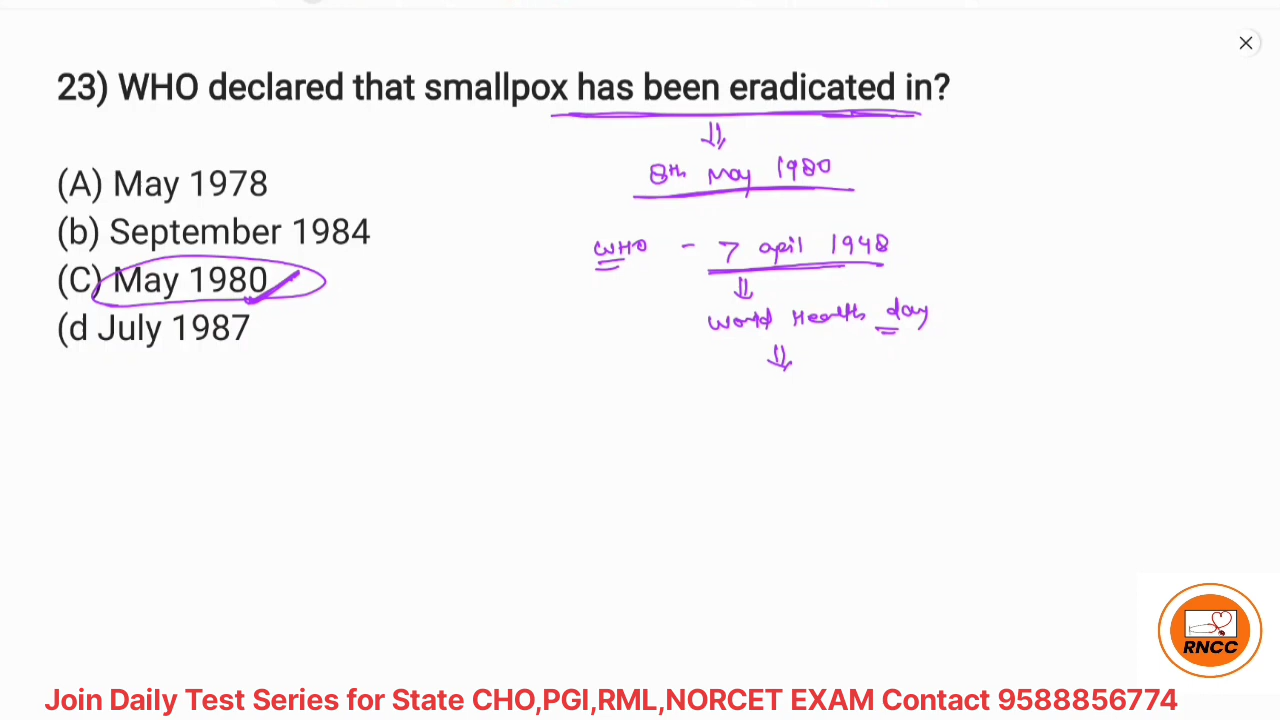 23) WHO declared that smallpox has been eradicated in?
8th May 1980
(A) May 1978
(b) September 1984
(C) May 1980
(d July 1987
WHO - 7 april 1948
World Health day
RNCC
Join Daily Test Series for State CHO,PGI,RML,NORCET EXAM Contact 9588856774